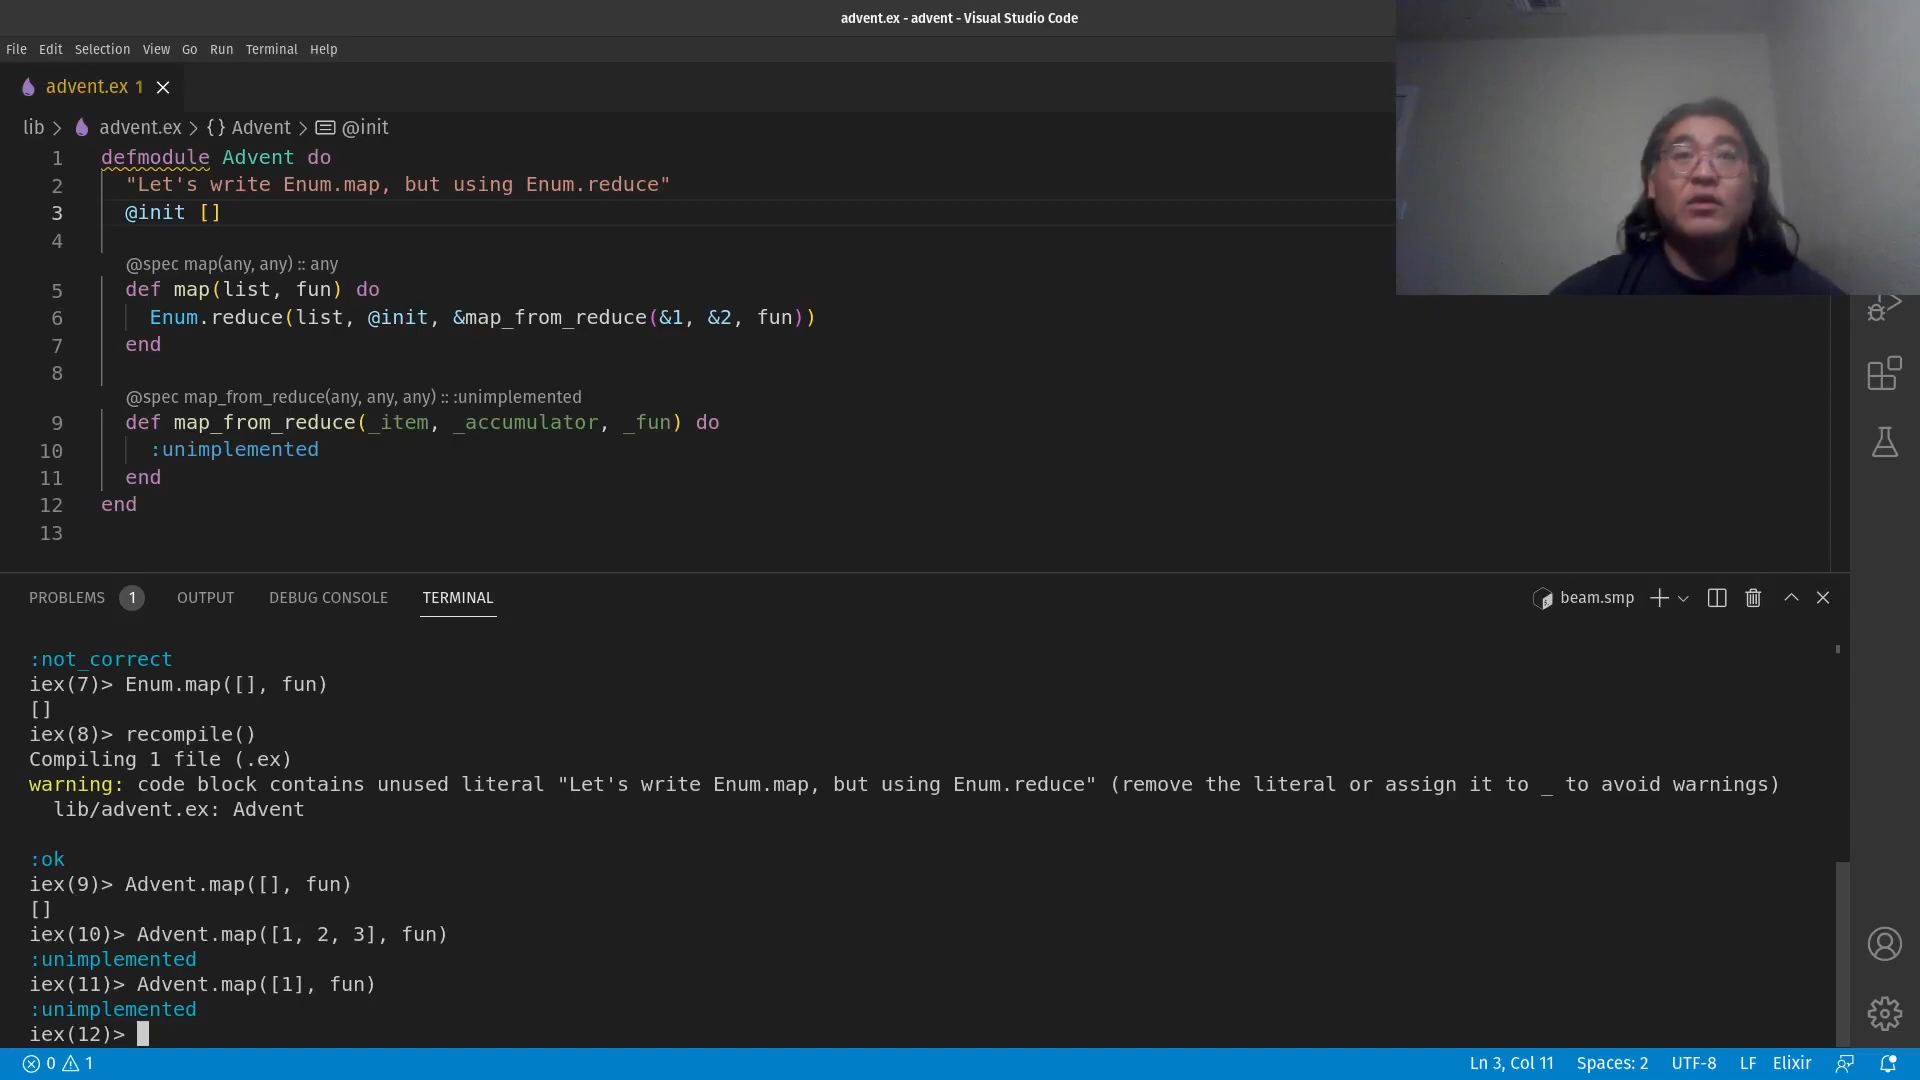 advent.ex - advent - Visual Studio Code
File Edit Selection View Go Run Terminal Help
advent.ex 1
lib > advent.ex > {} Advent > @init
1 defmodule Advent do
2 "Let's write Enum.map, but using Enum.reduce"
3 @init []
4
@spec map(any, any) :: any
5 def map(list, fun) do
6 Enum.reduce(list, @init, &map_from_reduce(&1, &2, fun))
7 end
8
@spec map_from_reduce(any, any, any) :: :unimplemented
9 def map_from_reduce(_item, _accumulator, _fun) do
10 :unimplemented
11 end
12 end
13
PROBLEMS 1 OUTPUT DEBUG CONSOLE TERMINAL beam.smp
:not_correct
iex(7)> Enum.map([], fun)
[]
iex(8)> recompile()
Compiling 1 file (.ex)
warning: code block contains unused literal "Let's write Enum.map, but using Enum.reduce" (remove the literal or assign it to _ to avoid warnings)
lib/advent.ex: Advent
:ok
iex(9)> Advent.map([], fun)
[]
iex(10)> Advent.map([1, 2, 3], fun)
:unimplemented
iex(11)> Advent.map([1], fun)
:unimplemented
iex(12)>
0 1 Ln 3, Col 11 Spaces: 2 UTF-8 LF Elixir